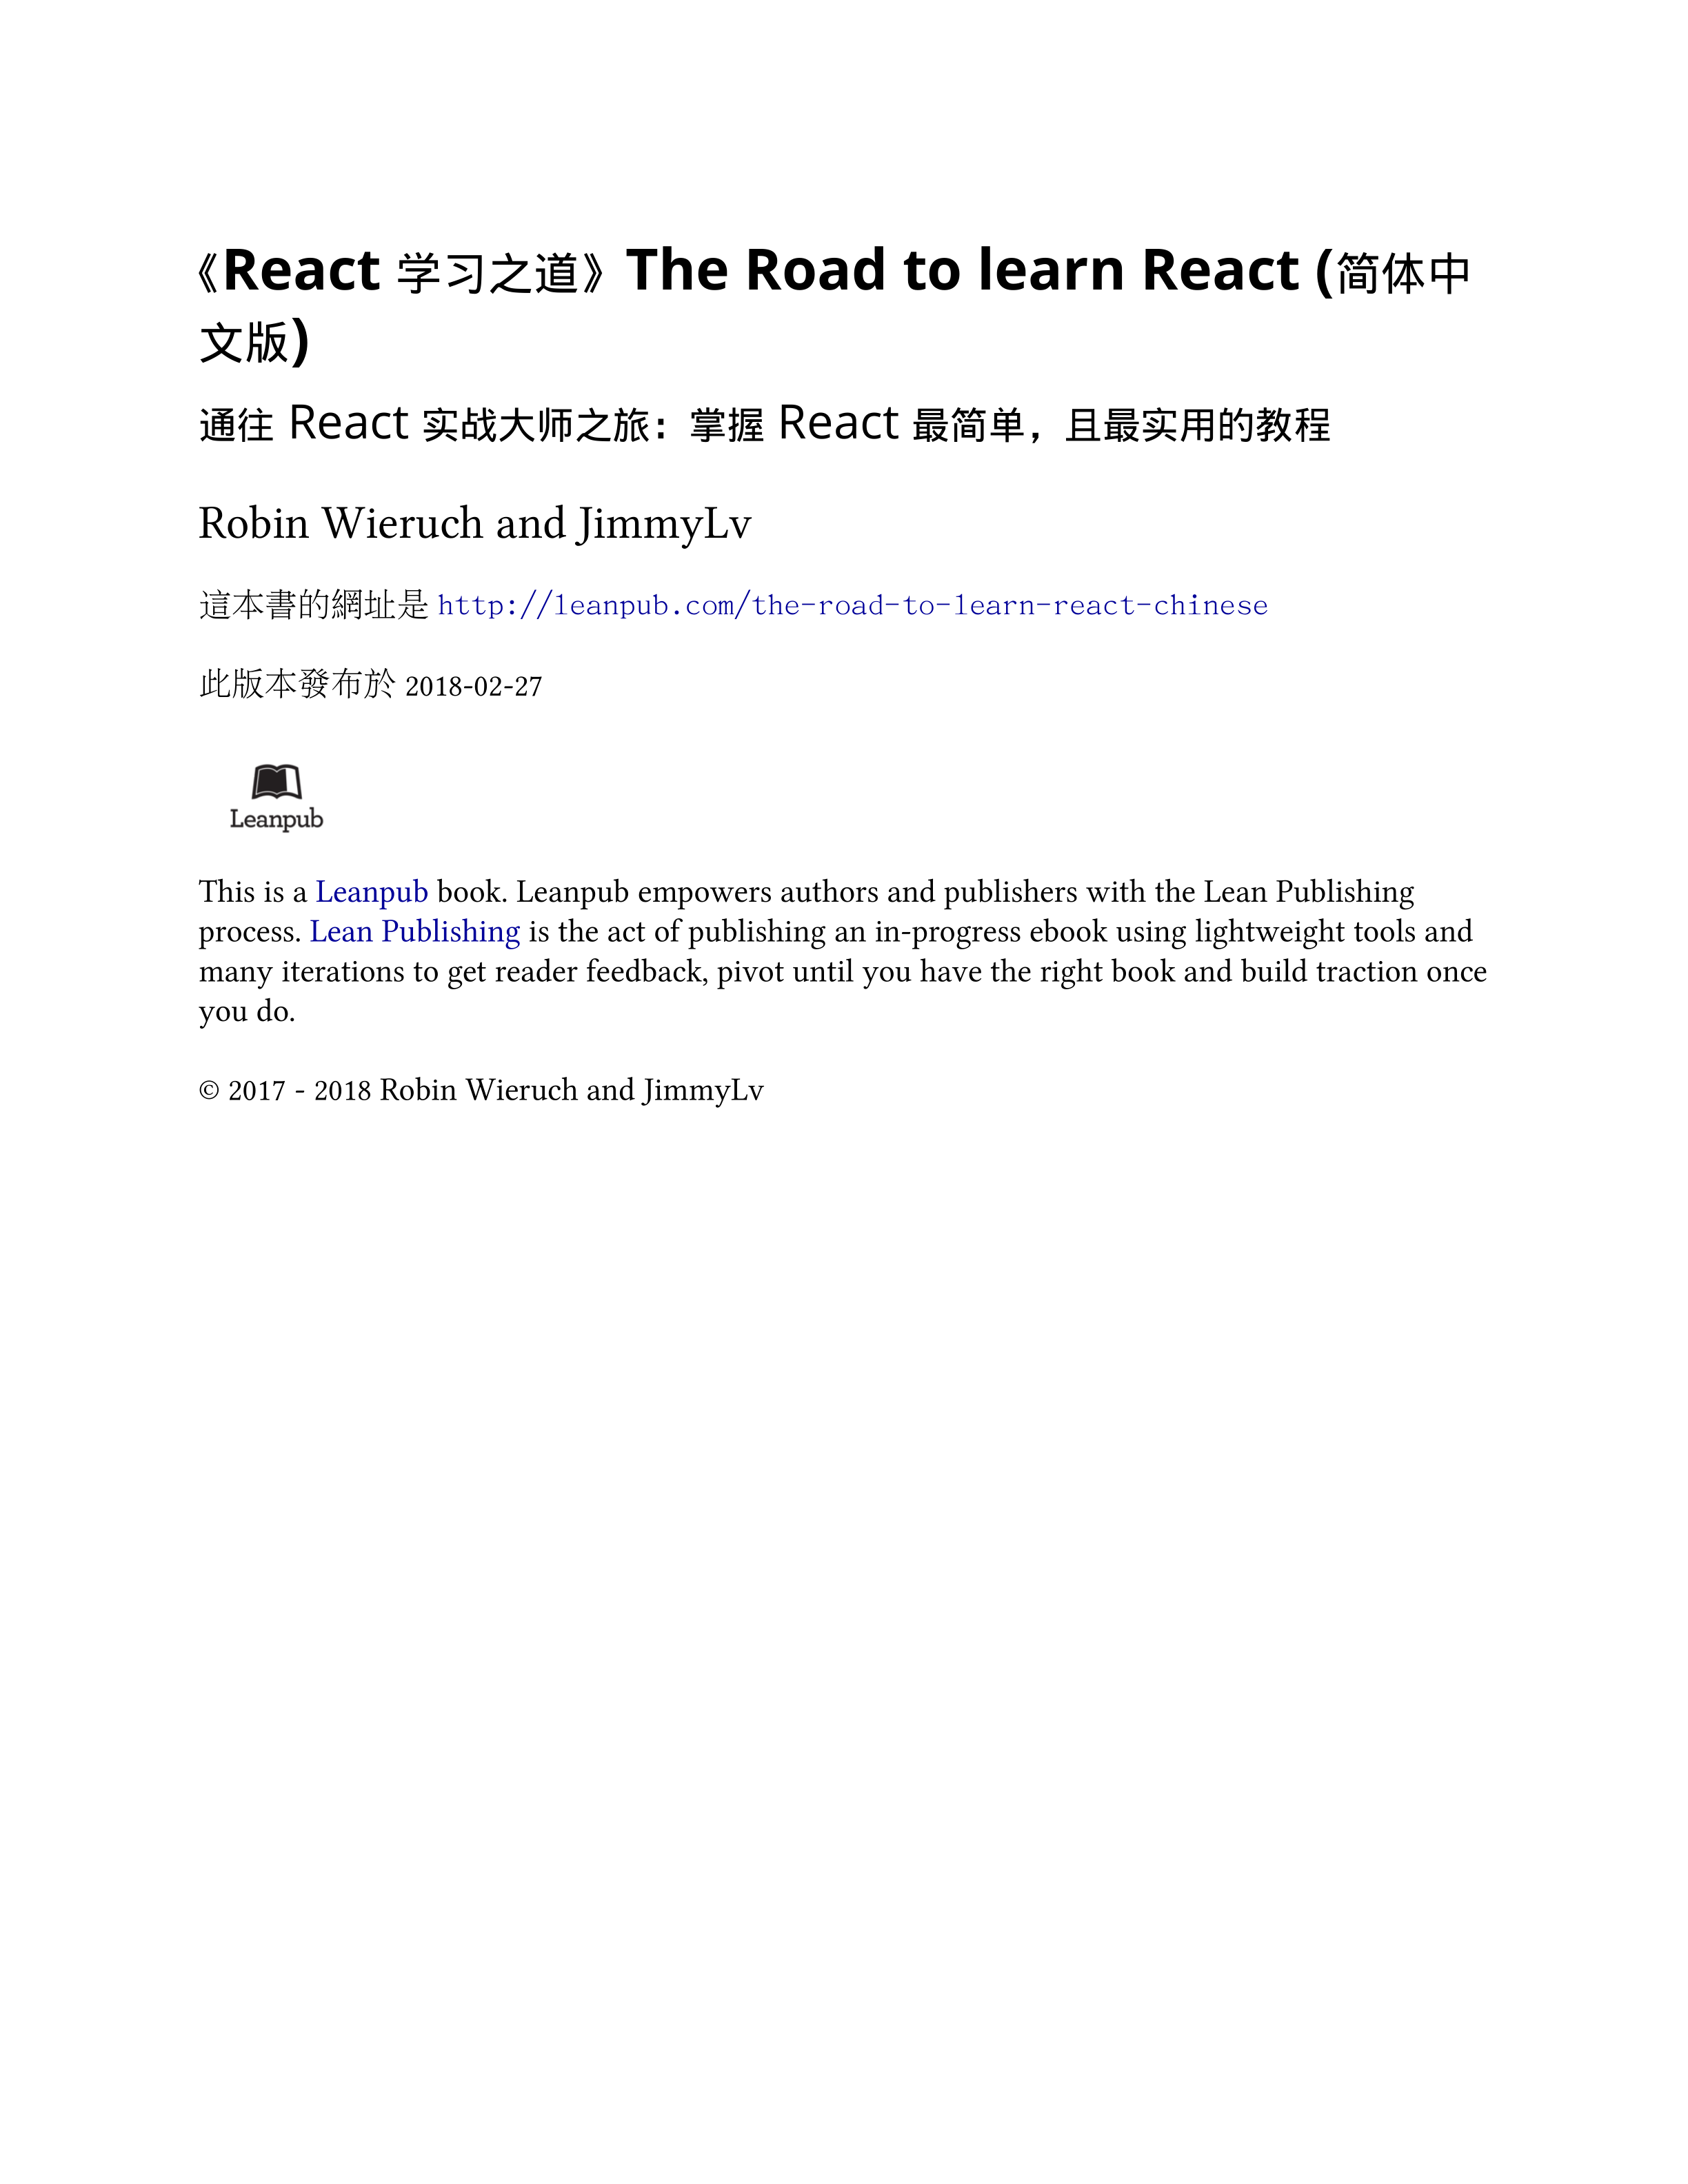 《React 学习之道》The Road to learn React (简体中
文版)
通往 React 实战大师之旅：掌握 React 最简单，且最实用的教程
Robin Wieruch and JimmyLv
這本書的網址是 http://leanpub.com/the-road-to-learn-react-chinese
此版本發布於 2018-02-27
Leanpub
This is a Leanpub book. Leanpub empowers authors and publishers with the Lean Publishing
process. Lean Publishing is the act of publishing an in-progress ebook using lightweight tools and
many iterations to get reader feedback, pivot until you have the right book and build traction once
you do.
© 2017 - 2018 Robin Wieruch and JimmyLv